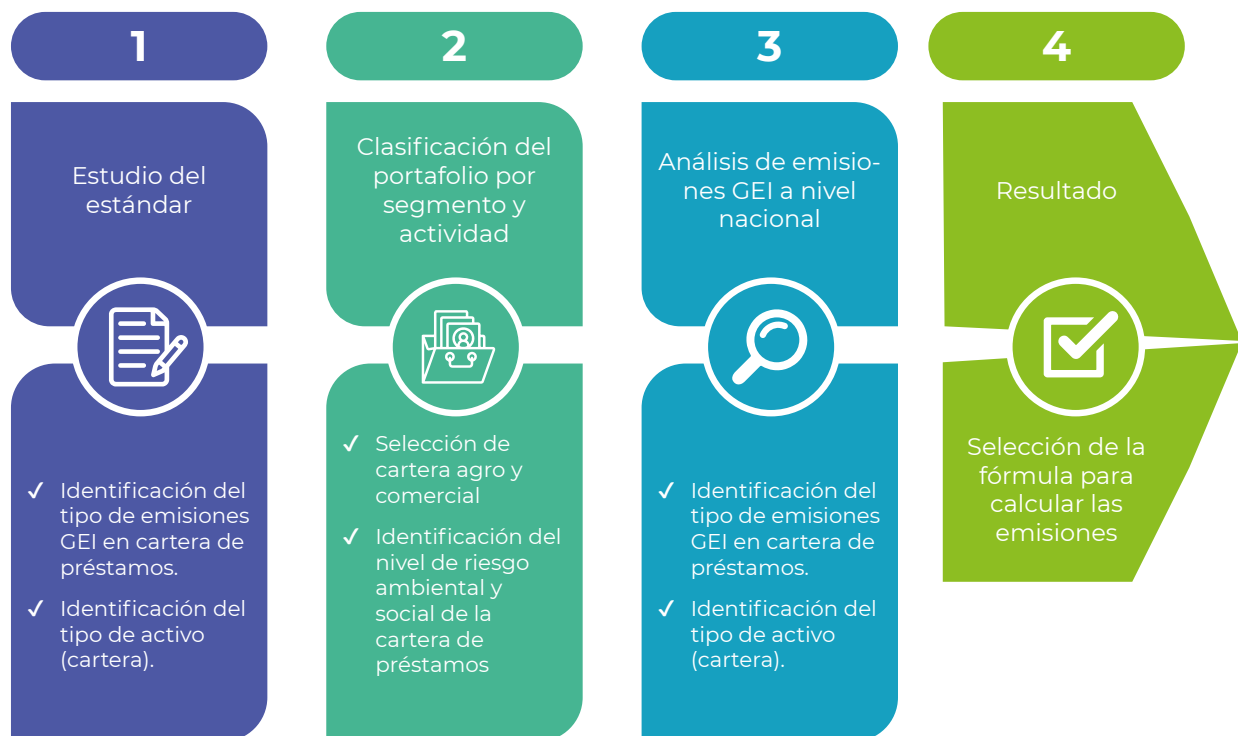 1
Estudio del
estándar
✓ Identificación del
tipo de emisiones
GEI en cartera de
préstamos.
✓ Identificación del
tipo de activo
(cartera).
2
Clasificación del
portafolio por
segmento y
actividad
✓ Selección de
cartera agro y
comercial
✓ Identificación del
nivel de riesgo
ambiental y
social de la
cartera de
préstamos
3
Análisis de emisio-
nes GEI a nivel
nacional
✓ Identificación del
tipo de emisiones
GEI en cartera de
préstamos.
✓ Identificación del
tipo de activo
(cartera).
4
Resultado
Selección de la
fórmula para
calcular las
emisiones